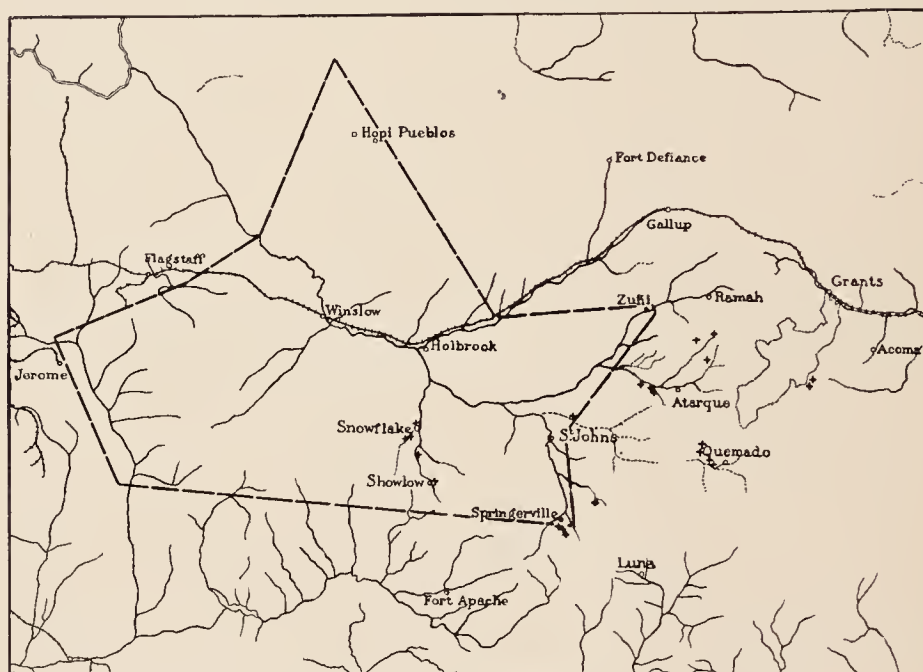 Hopi Pueblos
Fort Defiance
Gallup
Flagstaff
Grants
Zuñi
Ramah
Winslow
Holbrook
Acoma
Jerome
Atarque
Snowflake
St. Johns
Quemado
Showlow
Springerville
Luna
Fort Apache